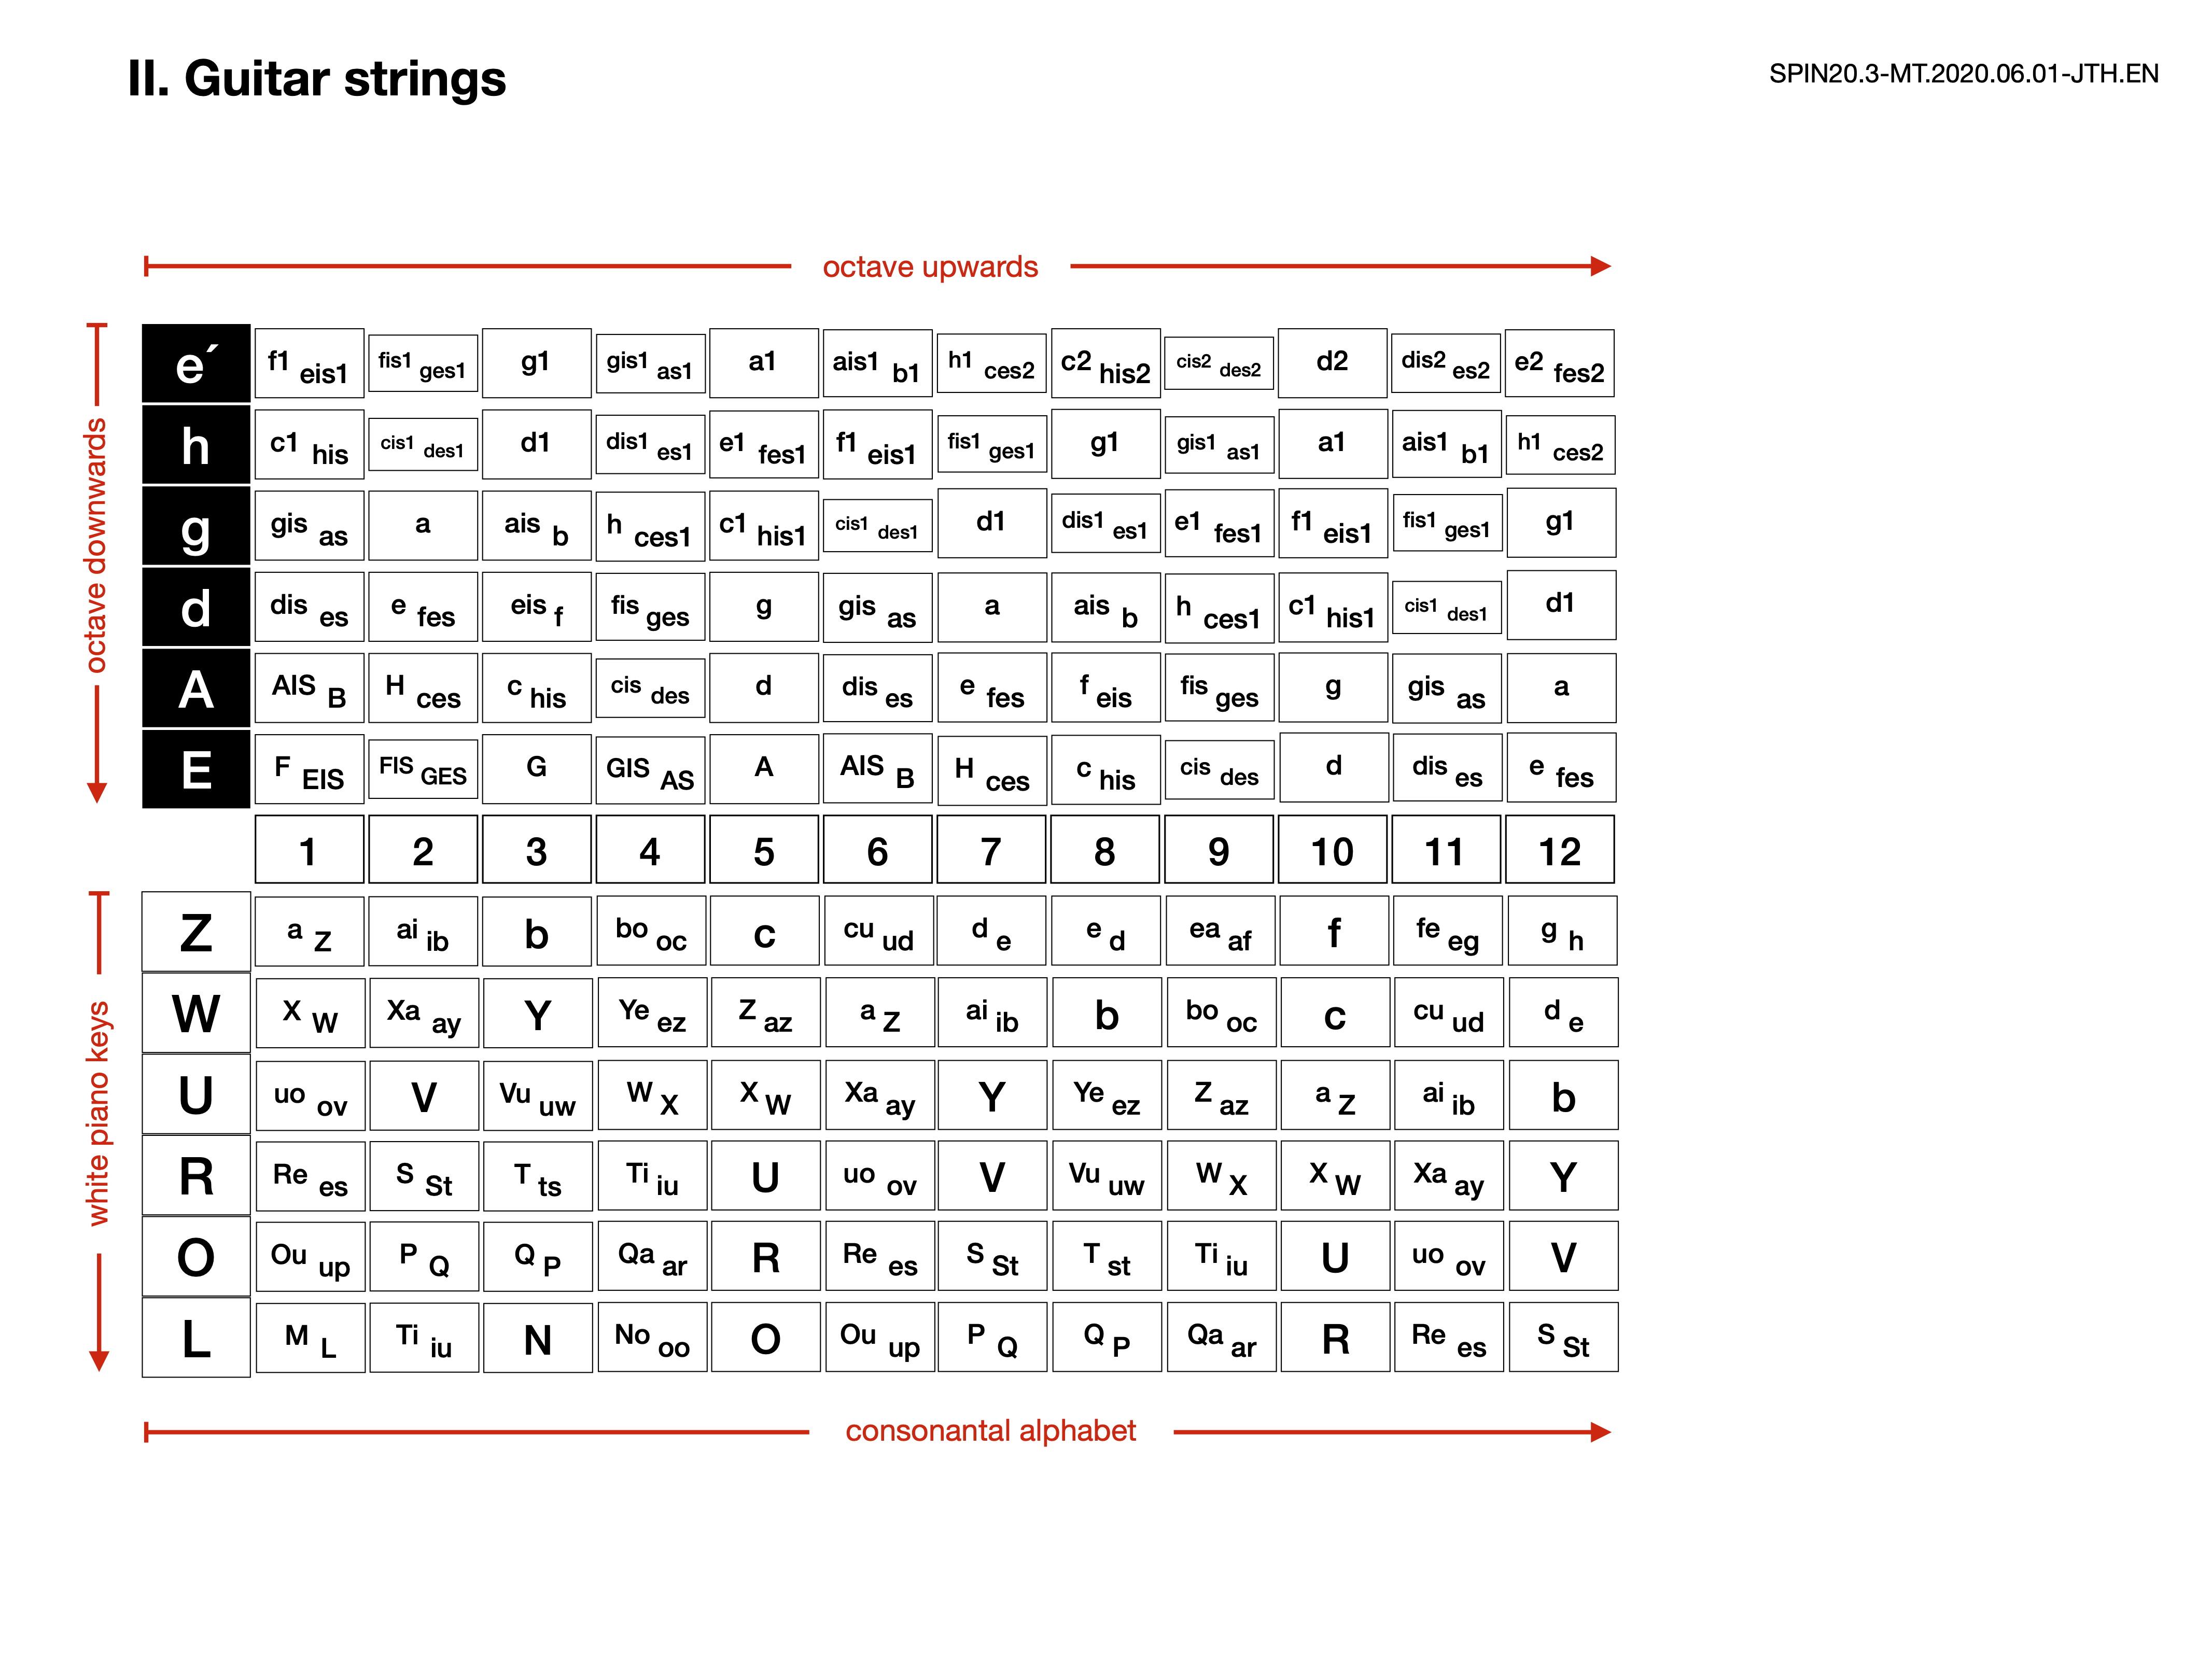 II. Guitar strings
SPIN20.3-MT.2020.06.01-JTH.EN
octave upwards
octave downwards
e´ f1 eis1 fis1 ges1 g1 gis1 as1 a1 ais1 b1 h1 ces2 c2 his2 cis2 des2 d2 dis2 es2 e2 fes2
h c1 his cis1 des1 d1 dis1 es1 e1 fes1 f1 eis1 fis1 ges1 g1 gis1 as1 a1 ais1 b1 h1 ces2
g gis as a ais b h ces1 c1 his1 cis1 des1 d1 dis1 es1 e1 fes1 f1 eis1 fis1 ges1 g1
d dis es e fes eis f fis ges g gis as a ais b h ces1 c1 his1 cis1 des1 d1
A AIS B H ces c his cis des d dis es e fes f eis fis ges g gis as a
E F EIS FIS GES G GIS AS A AIS B H ces c his cis des d dis es e fes
1 2 3 4 5 6 7 8 9 10 11 12
white piano keys
Z a Z ai ib b bo oc c cu ud d e e d ea af f fe eg g h
W X W Xa ay Y Ye ez Z az a Z ai ib b bo oc c cu ud d e
U uo ov V Vu uw W X X W Xa ay Y Ye ez Z az a Z ai ib b
R Re es S St T ts Ti iu U uo ov V Vu uw W X X W Xa ay Y
O Ou up P Q Q P Qa ar R Re es S St T st Ti iu U uo ov V
L M L Ti iu N No oo O Ou up P Q Q P Qa ar R Re es S St
consonantal alphabet